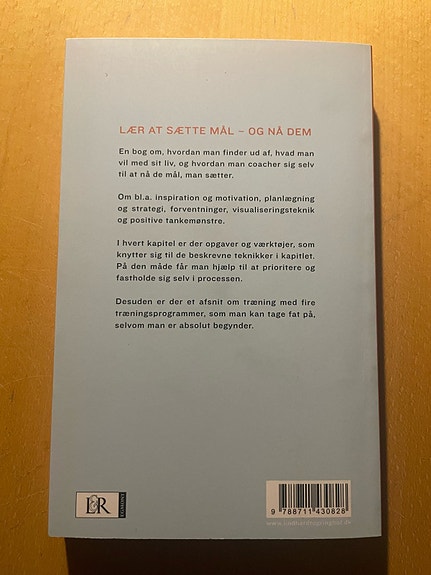 LÆR AT SÆTTE MÅL – OG NÅ DEM
En bog om, hvordan man finder ud af, hvad man
vil med sit liv, og hvordan man coacher sig selv
til at nå de mål, man sætter.
Om bl.a. inspiration og motivation, planlægning
og strategi, forventninger, visualiseringsteknik
og positive tankemønstre.
I hvert kapitel er der opgaver og værktøjer, som
knytter sig til de beskrevne teknikker i kapitlet.
På den måde får man hjælp til at prioritere og
fastholde sig selv i processen.
Desuden er der et afsnit om træning med fire
træningsprogrammer, som man kan tage fat på,
selvom man er absolut begynder.
L&R
EGMONT
9 788711 430828
www.lindhardtogringhof.dk